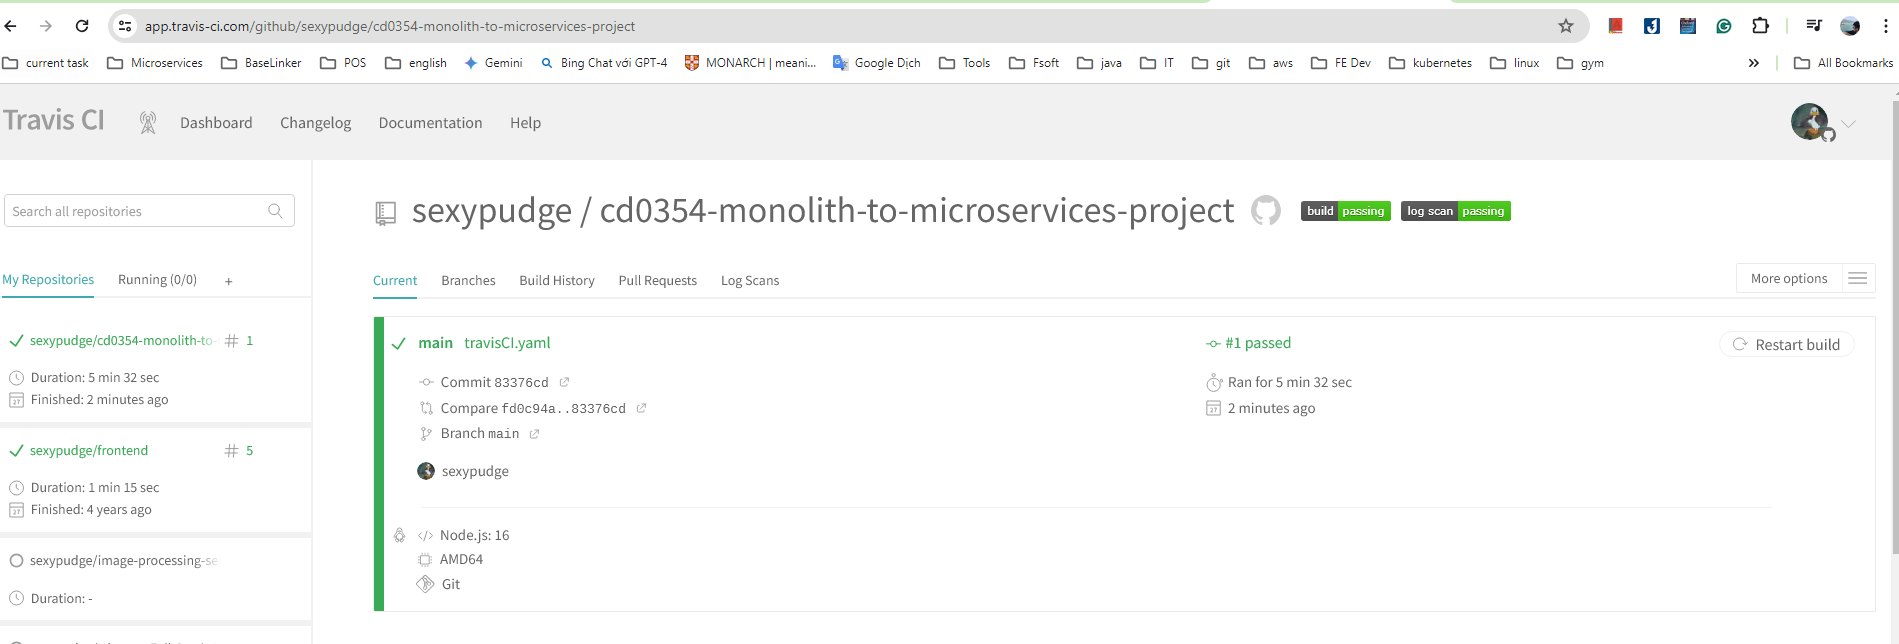 app.travis-ci.com/github/sexypudge/cd0354-monolith-to-microservices-project
current task Microservices BaseLinker POS english Gemini Bing Chat với GPT-4 MONARCH | meani... Google Dịch Tools Fsoft java IT git aws FE Dev kubernetes linux gym » All Bookmarks
Travis CI Dashboard Changelog Documentation Help
Search all repositories
My Repositories Running (0/0) +
sexypudge/cd0354-monolith-to- # 1
Duration: 5 min 32 sec
Finished: 2 minutes ago
sexypudge/frontend # 5
Duration: 1 min 15 sec
Finished: 4 years ago
sexypudge/image-processing-se
Duration: -
sexypudge / cd0354-monolith-to-microservices-project build passing log scan passing
Current Branches Build History Pull Requests Log Scans More options
main travisCI.yaml #1 passed Restart build
Commit 83376cd Ran for 5 min 32 sec
Compare fd0c94a..83376cd 2 minutes ago
Branch main
sexypudge
Node.js: 16
AMD64
Git